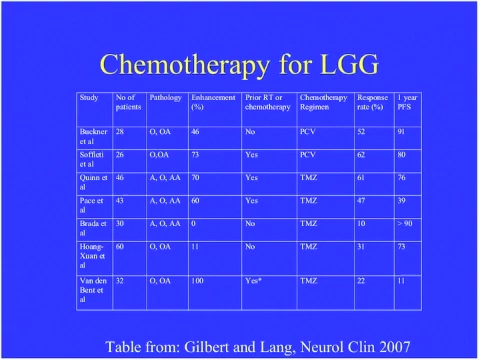 Chemotherapy for LGG
Study No of patients Pathology Enhancement (%) Prior RT or chemotherapy Chemotherapy Regimen Response rate (%) 1 year PFS
Buckner et al 28 O, OA 46 No PCV 52 91
Soffieti et al 26 O,OA 73 Yes PCV 62 80
Quinn et al 46 A, O, AA 70 Yes TMZ 61 76
Pace et al 43 A, O, AA 60 Yes TMZ 47 39
Brada et al 30 A, O, AA 0 No TMZ 10 > 90
Hoang-Xuan et al 60 O, OA 11 No TMZ 31 73
Van den Bent et al 32 O, OA 100 Yes* TMZ 22 11
Table from: Gilbert and Lang, Neurol Clin 2007